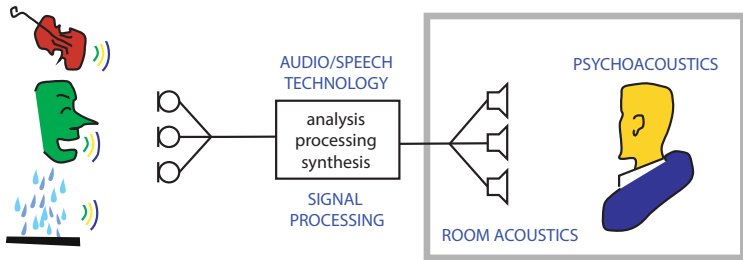 AUDIO/SPEECH
TECHNOLOGY
analysis
processing
synthesis
SIGNAL
PROCESSING
PSYCHOACOUSTICS
ROOM ACOUSTICS